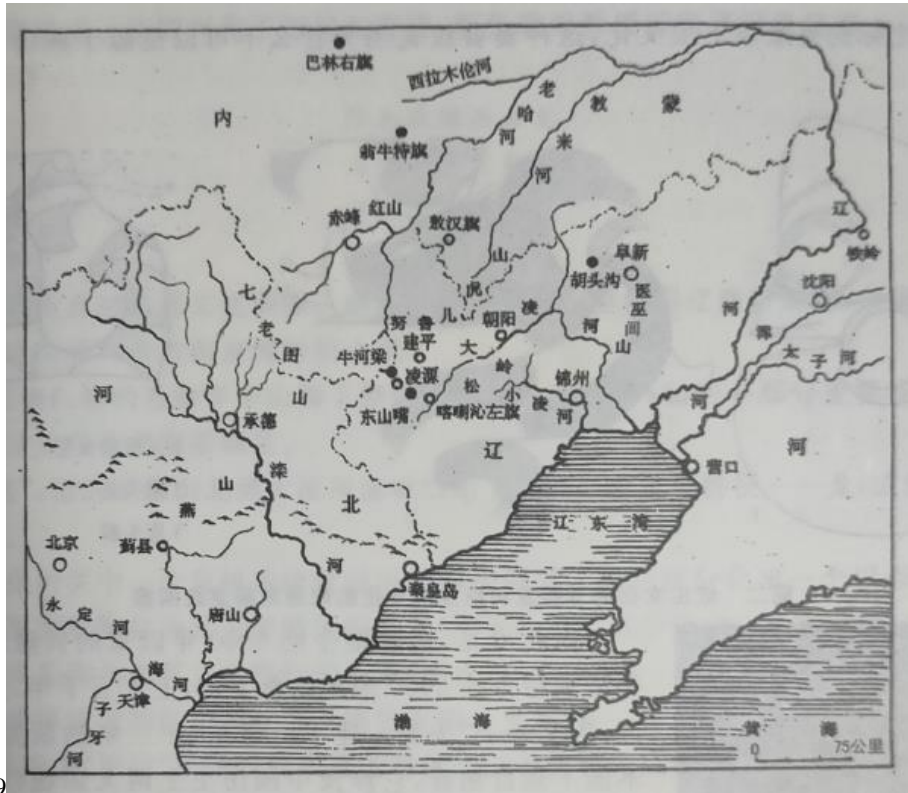 巴林右旗
西拉木伦河
老哈河
教来河
内
蒙
翁牛特旗
赤峰
红山
敖汉旗
辽
铁岭
胡头沟
阜新
沈阳
医巫闾山
七老图山
努鲁儿虎山
朝阳
大凌河
建平
牛河梁
凌源
东山嘴
喀喇沁左旗
松岭
小凌河
锦州
浑河
太子河
河
承德
滦河
辽
营口
河
燕山
北
辽东湾
北京
蓟县
秦皇岛
唐山
永定河
海河
天津
子牙河
渤海
黄海
0 75公里
9